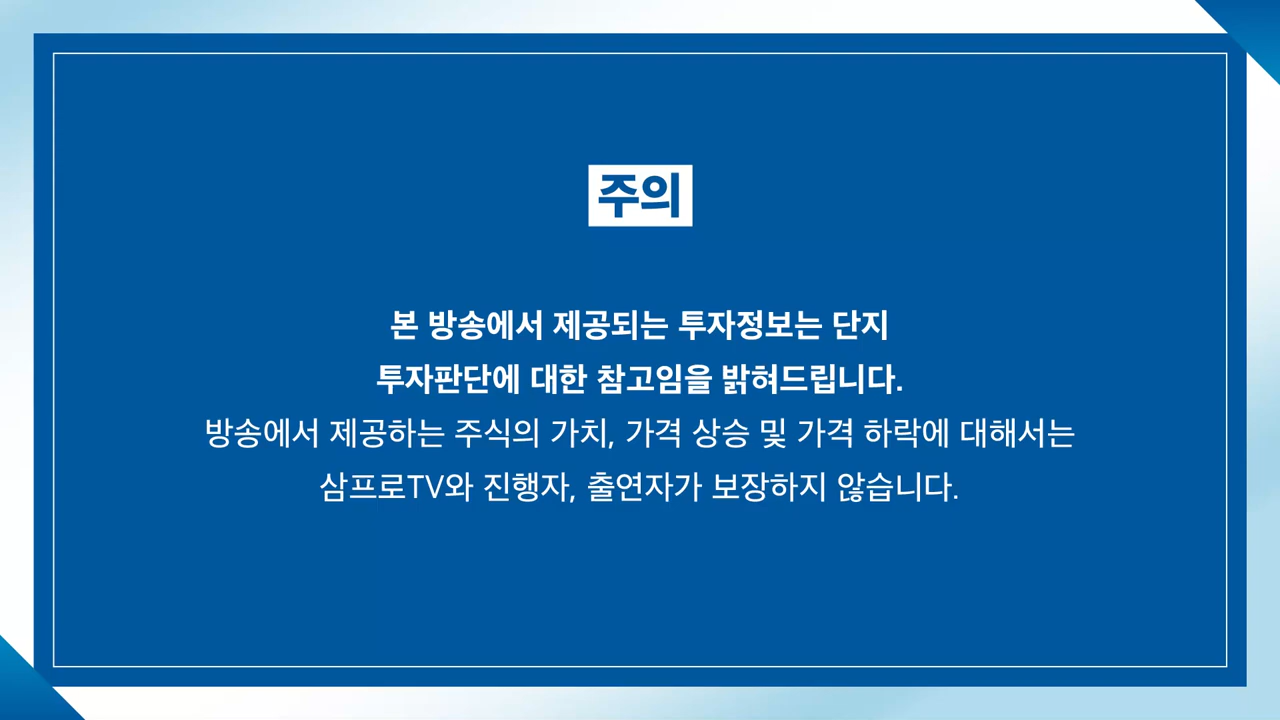 주의
본 방송에서 제공되는 투자정보는 단지
투자판단에 대한 참고임을 밝혀드립니다.
방송에서 제공하는 주식의 가치, 가격 상승 및 가격 하락에 대해서는
삼프로TV와 진행자, 출연자가 보장하지 않습니다.